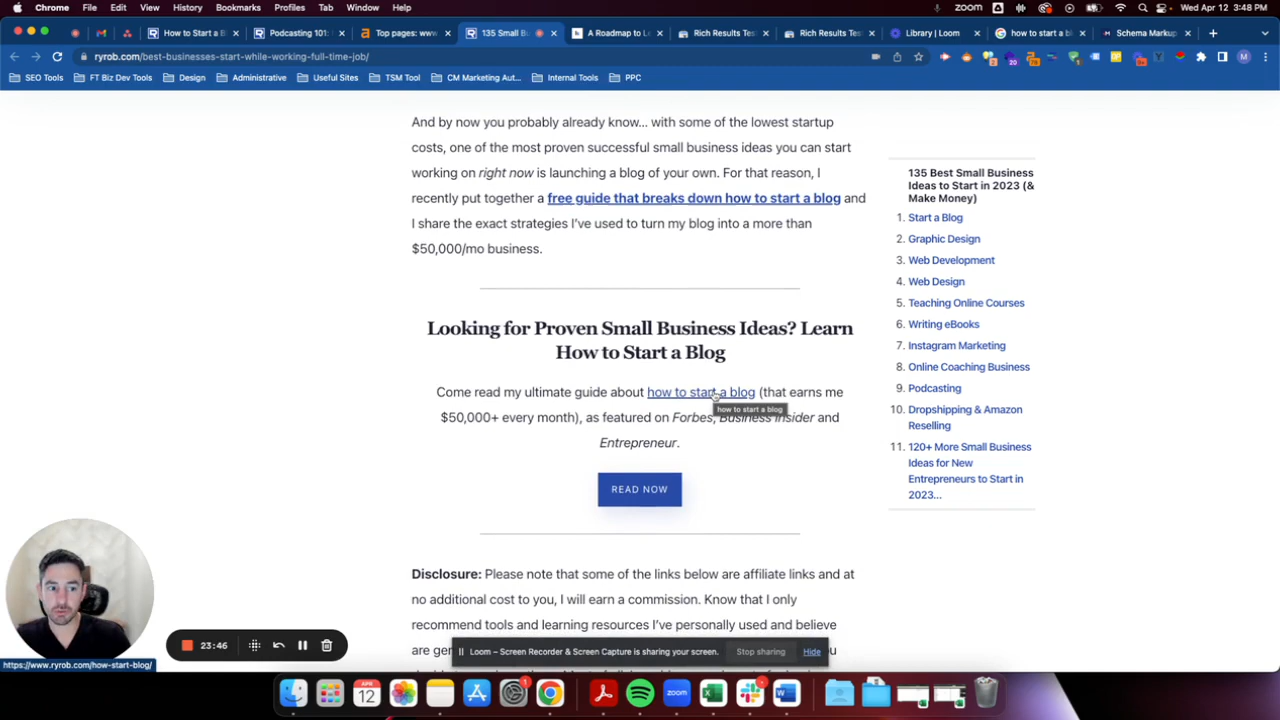 Chrome File Edit View History Bookmarks Profiles Tab Window Help
zoom Wed Apr 12 3:48 PM
How to Start a B
Podcasting 101:
Top pages: www
135 Small B
A Roadmap to L
Rich Results Tes
Rich Results Tes
Library | Loom
how to start a bl
Schema Markup
ryrob.com/best-businesses-start-while-working-full-time-job/
SEO Tools FT Biz Dev Tools Design Administrative Useful Sites TSM Tool CM Marketing Aut... Internal Tools PPC
And by now you probably already know... with some of the lowest startup
costs, one of the most proven successful small business ideas you can start
working on right now is launching a blog of your own. For that reason, I
recently put together a free guide that breaks down how to start a blog and
I share the exact strategies I've used to turn my blog into a more than
$50,000/mo business.
Looking for Proven Small Business Ideas? Learn
How to Start a Blog
Come read my ultimate guide about how to start a blog (that earns me
how to start a blog
$50,000+ every month), as featured on Forbes, Business Insider and
Entrepreneur.
READ NOW
Disclosure: Please note that some of the links below are affiliate links and at
no additional cost to you, I will earn a commission. Know that I only
recommend tools and learning resources I've personally used and believe
are gen
135 Best Small Business
Ideas to Start in 2023 (&
Make Money)
1. Start a Blog
2. Graphic Design
3. Web Development
4. Web Design
5. Teaching Online Courses
6. Writing eBooks
7. Instagram Marketing
8. Online Coaching Business
9. Podcasting
10. Dropshipping & Amazon
Reselling
11. 120+ More Small Business
Ideas for New
Entrepreneurs to Start in
2023...
23:46
Loom – Screen Recorder & Screen Capture is sharing your screen. Stop sharing Hide
https://www.ryrob.com/how-start-blog/
APR
12
zoom